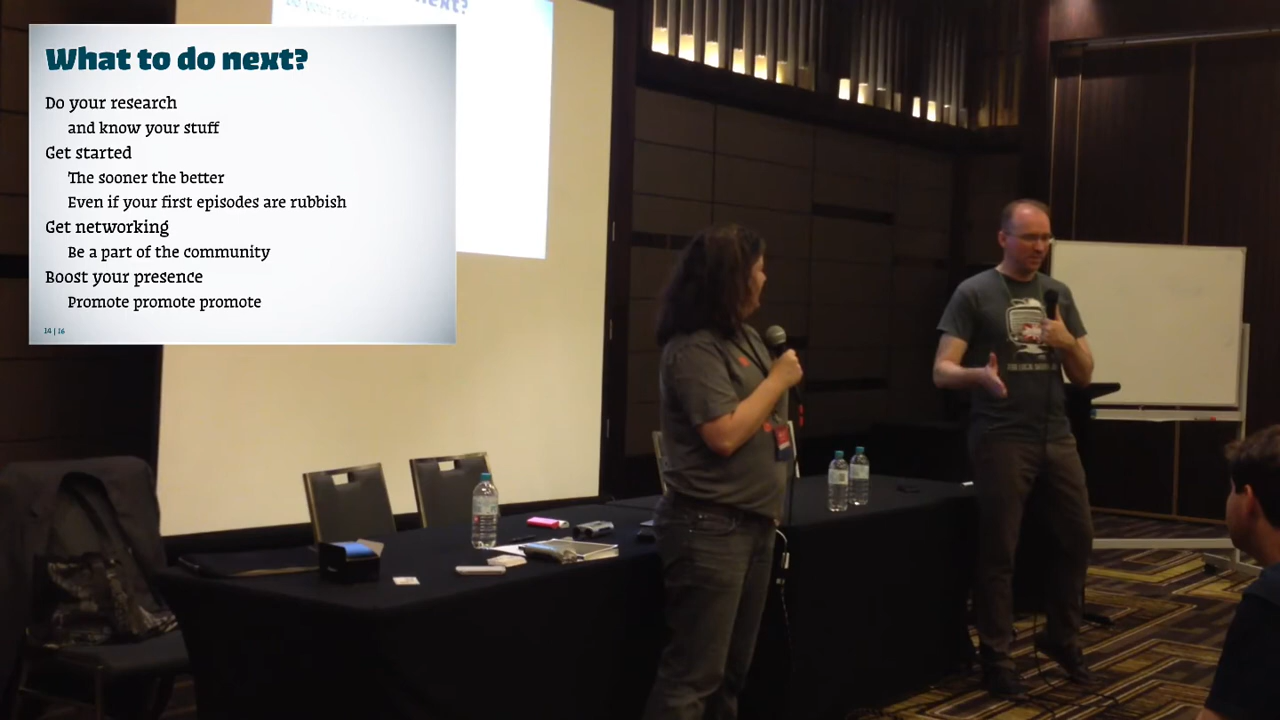 What to do next?
Do your research
and know your stuff
Get started
The sooner the better
Even if your first episodes are rubbish
Get networking
Be a part of the community
Boost your presence
Promote promote promote
14 | 16
next?